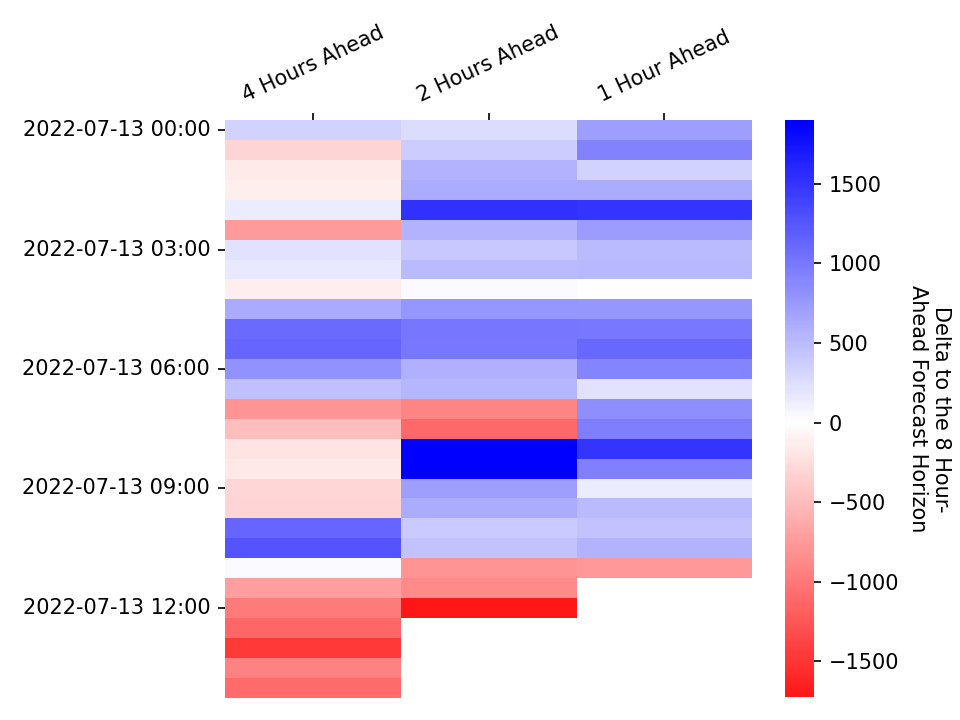 4 Hours Ahead
2 Hours Ahead
1 Hour Ahead
2022-07-13 00:00
2022-07-13 03:00
2022-07-13 06:00
2022-07-13 09:00
2022-07-13 12:00
1500
1000
500
0
−500
−1000
−1500
Delta to the 8 Hour-
Ahead Forecast Horizon